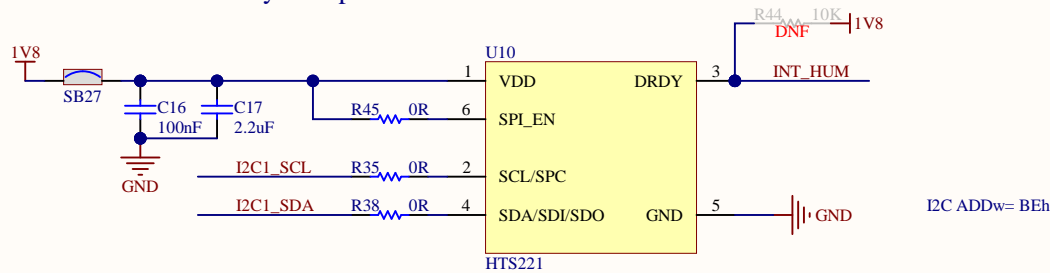 R44 10K
DNF
1V8
1V8
U10
1
VDD
DRDY
3
INT_HUM
SB27
C16
100nF
C17
2.2uF
R45 0R
6
SPI_EN
GND
I2C1_SCL
R35 0R
2
SCL/SPC
I2C1_SDA
R38 0R
4
SDA/SDI/SDO
GND
5
GND
I2C ADDw= BEh
HTS221